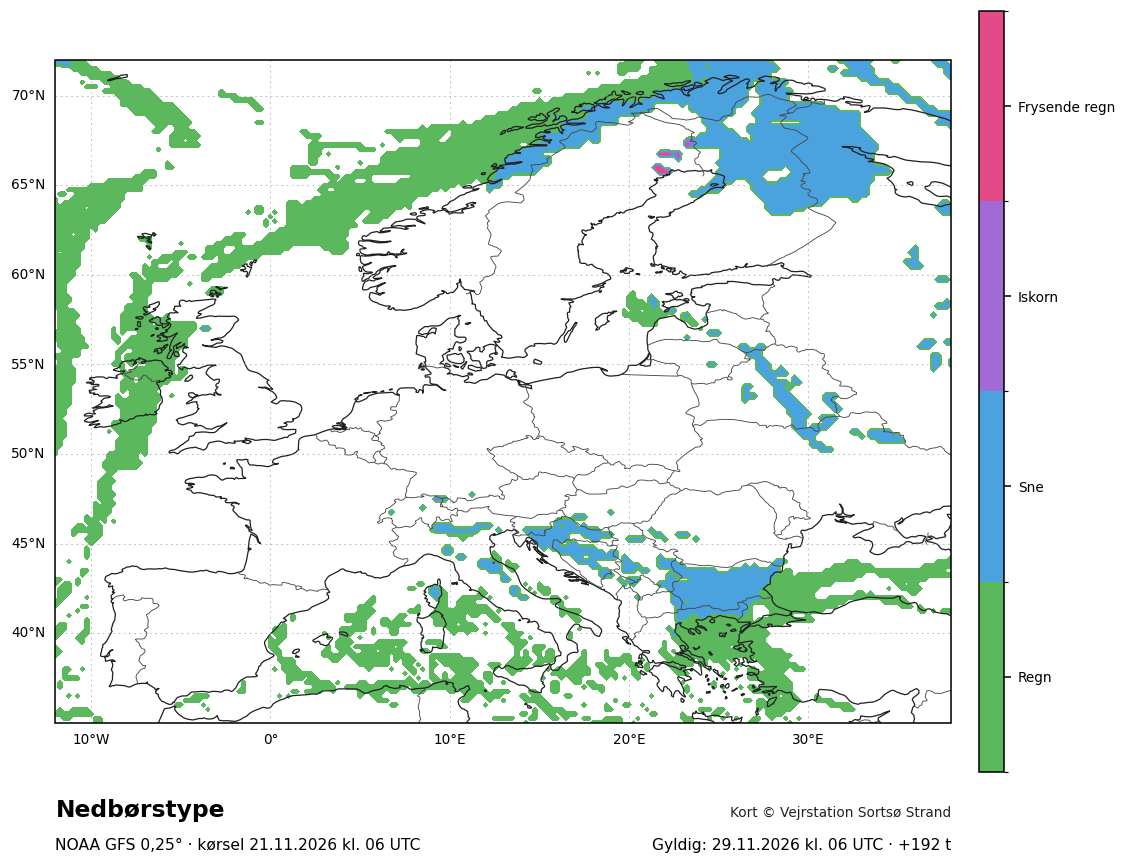 70°N
65°N
60°N
55°N
50°N
45°N
40°N
10°W
0°
10°E
20°E
30°E
Frysende regn
Iskorn
Sne
Regn
Nedbørstype
Kort © Vejrstation Sortsø Strand
NOAA GFS 0,25° · kørsel 21.11.2026 kl. 06 UTC
Gyldig: 29.11.2026 kl. 06 UTC · +192 t